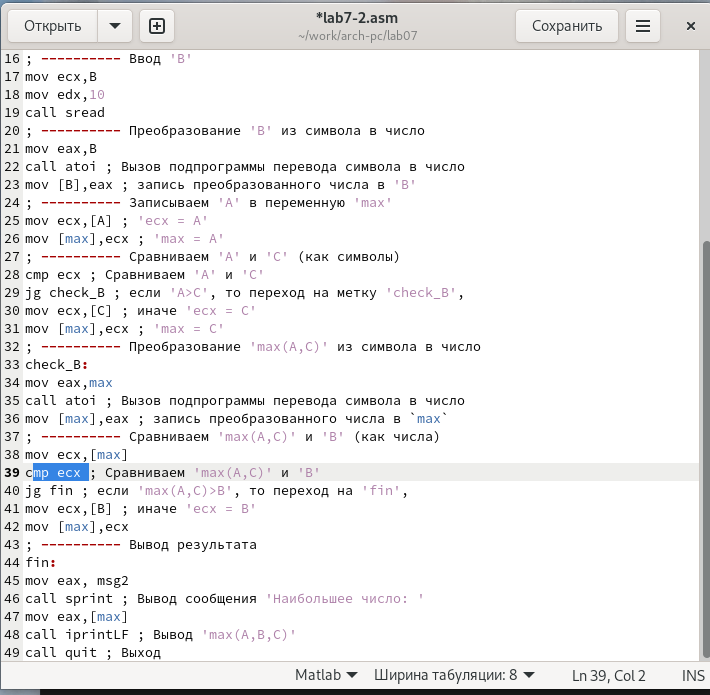 Открыть
*lab7-2.asm
~/work/arch-pc/lab07
Сохранить
16 ; ---------- Ввод 'B'
17 mov ecx,B
18 mov edx,10
19 call sread
20 ; ---------- Преобразование 'B' из символа в число
21 mov eax,B
22 call atoi ; Вызов подпрограммы перевода символа в число
23 mov [B],eax ; запись преобразованного числа в 'B'
24 ; ---------- Записываем 'A' в переменную 'max'
25 mov ecx,[A] ; 'ecx = A'
26 mov [max],ecx ; 'max = A'
27 ; ---------- Сравниваем 'A' и 'C' (как символы)
28 cmp ecx ; Сравниваем 'A' и 'C'
29 jg check_B ; если 'A>C', то переход на метку 'check_B',
30 mov ecx,[C] ; иначе 'ecx = C'
31 mov [max],ecx ; 'max = C'
32 ; ---------- Преобразование 'max(A,C)' из символа в число
33 check_B:
34 mov eax,max
35 call atoi ; Вызов подпрограммы перевода символа в число
36 mov [max],eax ; запись преобразованного числа в `max`
37 ; ---------- Сравниваем 'max(A,C)' и 'B' (как числа)
38 mov ecx,[max]
39 cmp ecx ; Сравниваем 'max(A,C)' и 'B'
40 jg fin ; если 'max(A,C)>B', то переход на 'fin',
41 mov ecx,[B] ; иначе 'ecx = B'
42 mov [max],ecx
43 ; ---------- Вывод результата
44 fin:
45 mov eax, msg2
46 call sprint ; Вывод сообщения 'Наибольшее число: '
47 mov eax,[max]
48 call iprintLF ; Вывод 'max(A,B,C)'
49 call quit ; Выход
Matlab Ширина табуляции: 8 Ln 39, Col 2 INS